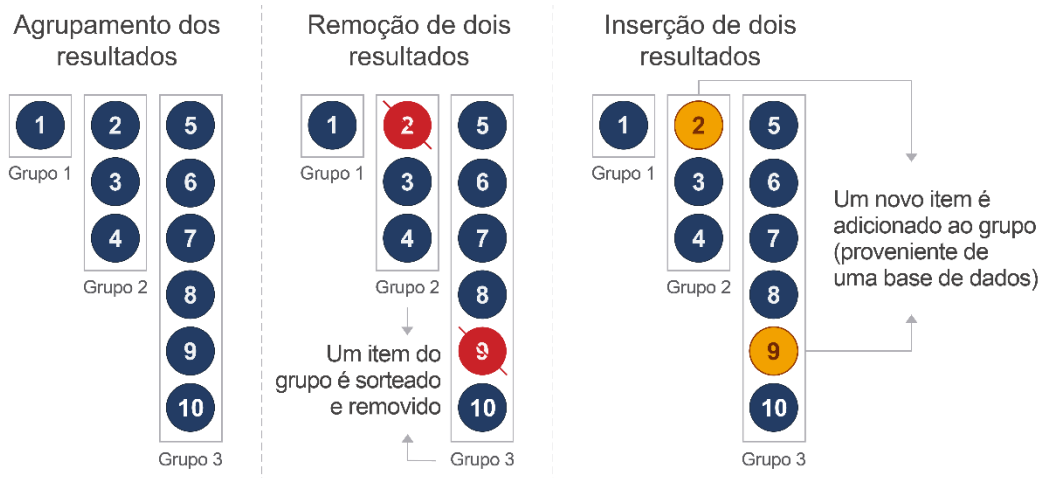 Agrupamento dos
resultados
1
2
3
4
5
6
7
8
9
10
Grupo 1
Grupo 2
Grupo 3
Remoção de dois
resultados
1
2
3
4
5
6
7
8
9
10
Grupo 1
Grupo 2
Um item do
grupo é sorteado
e removido
Grupo 3
Inserção de dois
resultados
1
2
3
4
5
6
7
8
9
10
Grupo 1
Grupo 2
Grupo 3
Um novo item é
adicionado ao grupo
(proveniente de
uma base de dados)